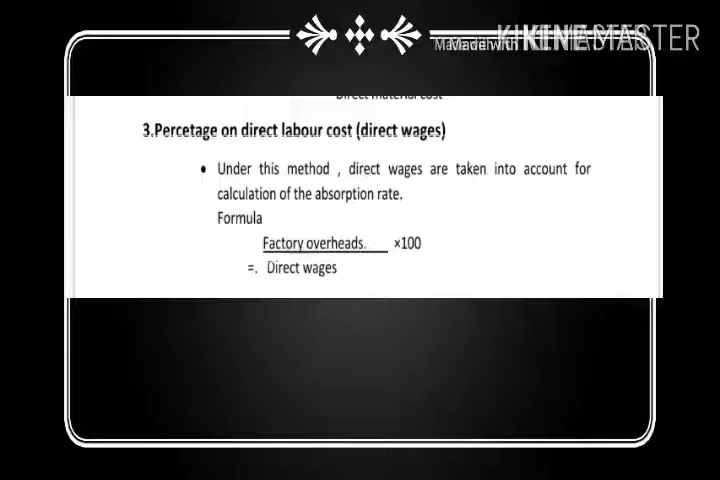 Made with KINEMASTER
Direct material cost
3.Percetage on direct labour cost (direct wages)
• Under this method , direct wages are taken into account for
calculation of the absorption rate.
Formula
Factory overheads. ×100
=. Direct wages